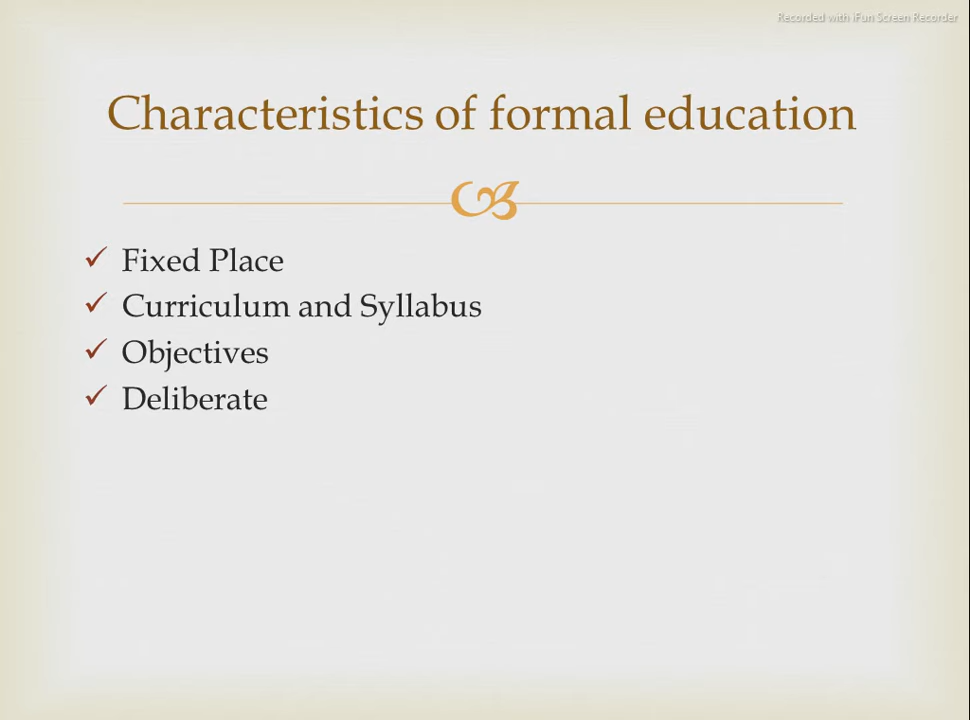 Recorded with iFun Screen Recorder
Characteristics of formal education
Fixed Place
Curriculum and Syllabus
Objectives
Deliberate